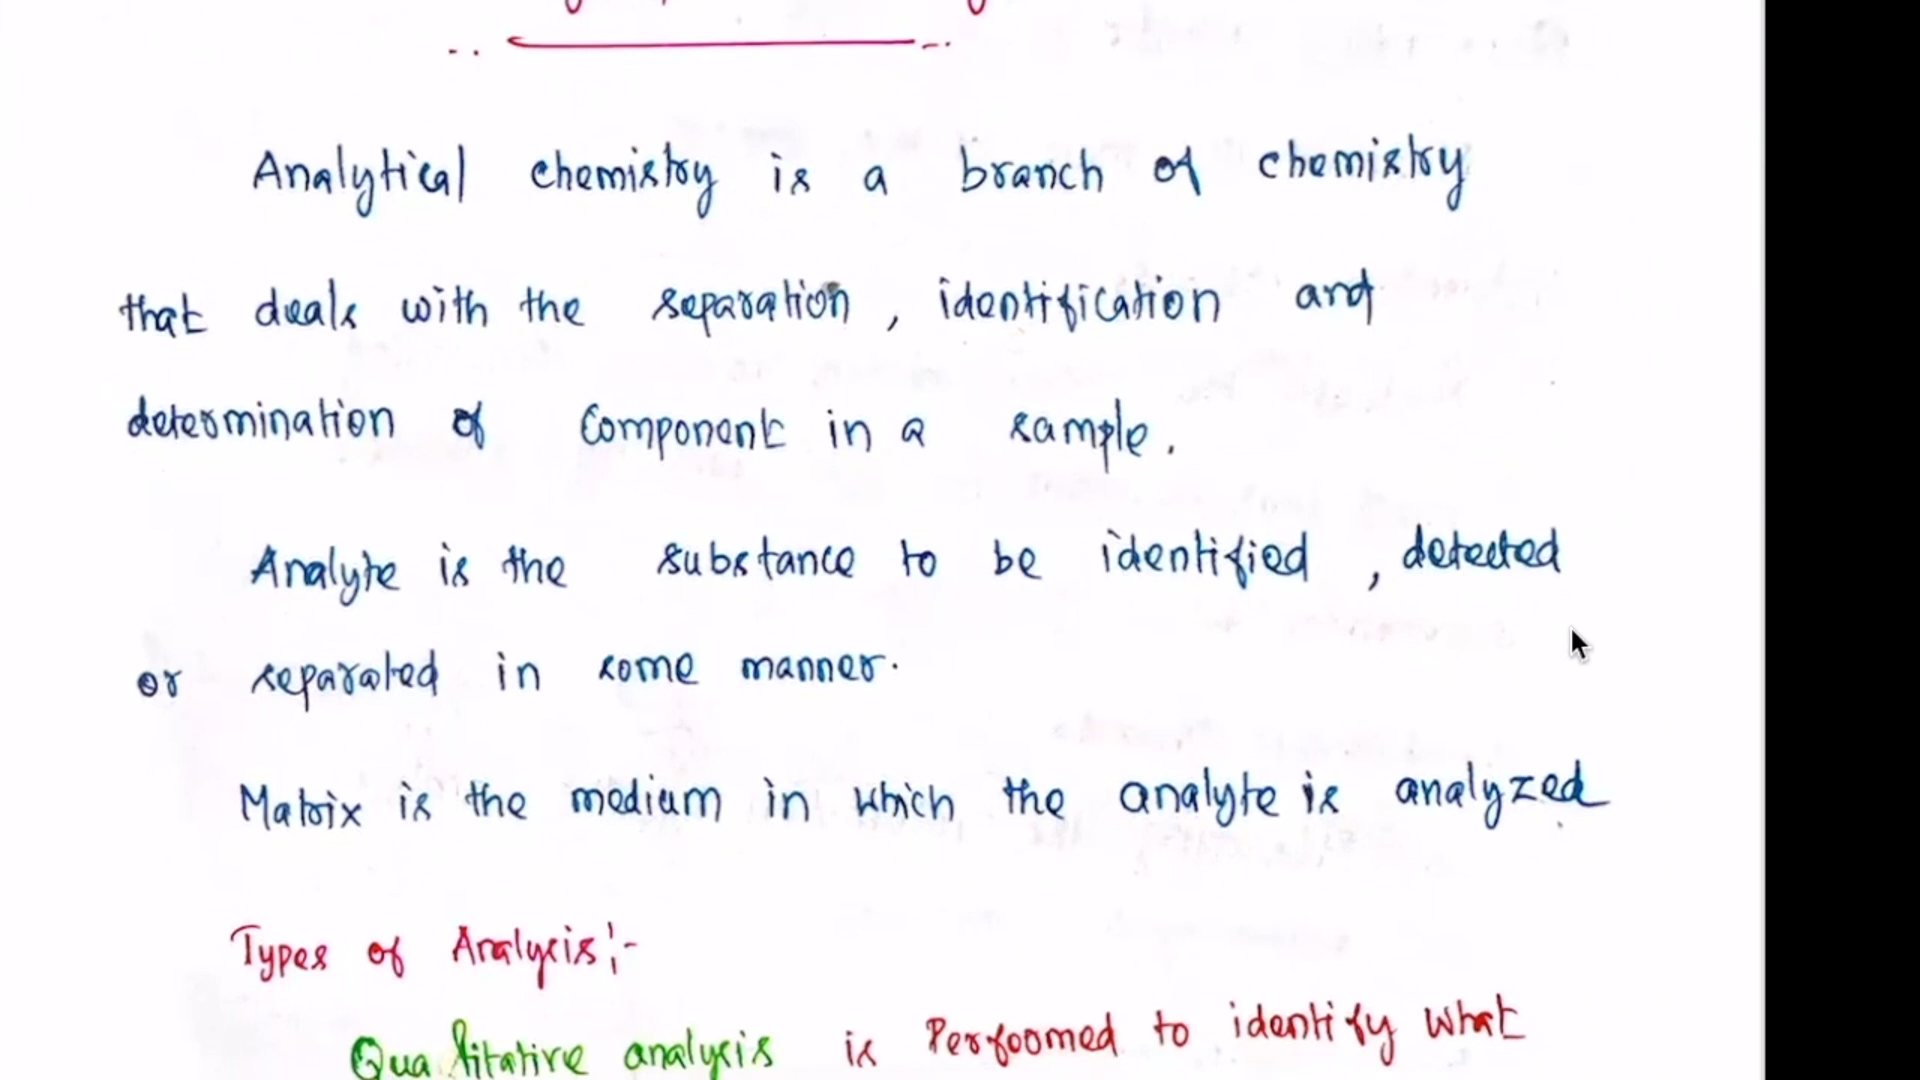 Analytical chemistry is a branch of chemistry
that deals with the separation, identification and
determination of Component in a sample.
Analyte is the substance to be identified, detected
or separated in some manner.
Matrix is the medium in which the analyte is analyzed.
Types of Analysis:-
Qualitative analysis is Performed to identify what